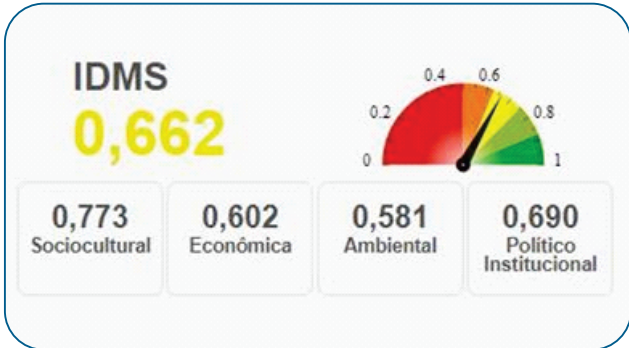 IDMS
0,662
0
0.2
0.4
0.6
0.8
1
0,773
Sociocultural
0,602
Económica
0,581
Ambiental
0,690
Político
Institucional